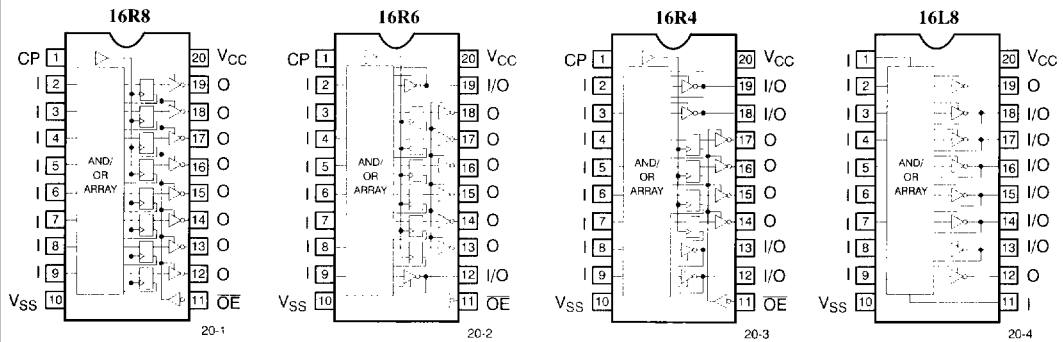 16R8
CP 1 20 VCC
I 2 19 O
I 3 18 O
I 4 17 O
I 5 16 O
I 6 15 O
I 7 14 O
I 8 13 O
I 9 12 O
VSS 10 11 OE
AND/
OR
ARRAY
20-1
16R6
CP 1 20 VCC
I 2 19 I/O
I 3 18 O
I 4 17 O
I 5 16 O
I 6 15 O
I 7 14 O
I 8 13 O
I 9 12 I/O
VSS 10 11 OE
AND/
OR
ARRAY
20-2
16R4
CP 1 20 VCC
I 2 19 I/O
I 3 18 I/O
I 4 17 O
I 5 16 O
I 6 15 O
I 7 14 O
I 8 13 I/O
I 9 12 I/O
VSS 10 11 OE
AND/
OR
ARRAY
20-3
16L8
I 1 20 VCC
I 2 19 O
I 3 18 I/O
I 4 17 I/O
I 5 16 I/O
I 6 15 I/O
I 7 14 I/O
I 8 13 I/O
I 9 12 O
VSS 10 11 I
AND/
OR
ARRAY
20-4